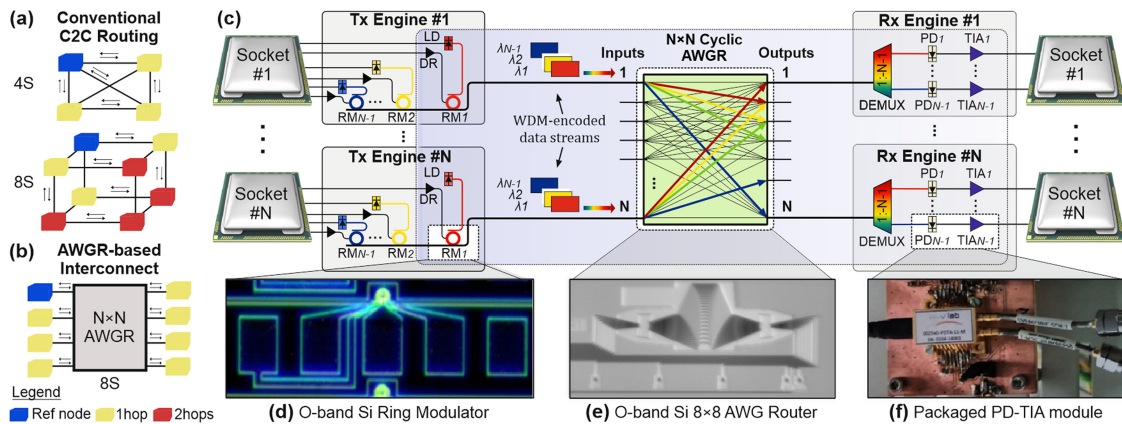 (a) Conventional
C2C Routing
4S
8S
(b) AWGR-based
Interconnect
N×N
AWGR
8S
Legend
Ref node 1hop 2hops
(c)
Tx Engine #1
Socket
#1
LD
DR
RMN-1 ... RM2 RM1
Tx Engine #N
Socket
#N
LD
DR
RMN-1 ... RM2 RM1
λN-1
λ2
λ1
WDM-encoded
data streams
λN-1
λ2
λ1
Inputs
1
N
N×N Cyclic
AWGR
Outputs
1
N
Rx Engine #1
1:N-1
DEMUX
PD1 TIA1
PDN-1 TIAN-1
Socket
#1
Rx Engine #N
1:N-1
DEMUX
PD1 TIA1
PDN-1 TIAN-1
Socket
#N
(d) O-band Si Ring Modulator
(e) O-band Si 8×8 AWG Router
(f) Packaged PD-TIA module